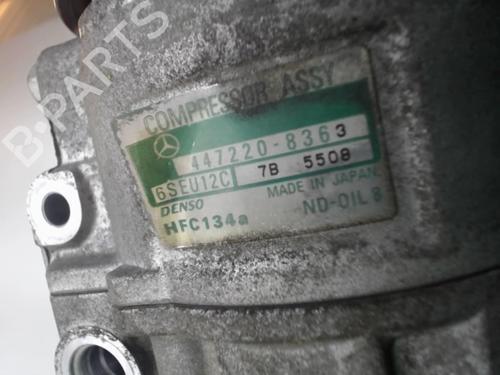 COMPRESSOR ASSY
447220-8363
6SEU12C 7B 5508
DENSO MADE IN JAPAN
HFC134a ND-OIL 8
B-PARTS